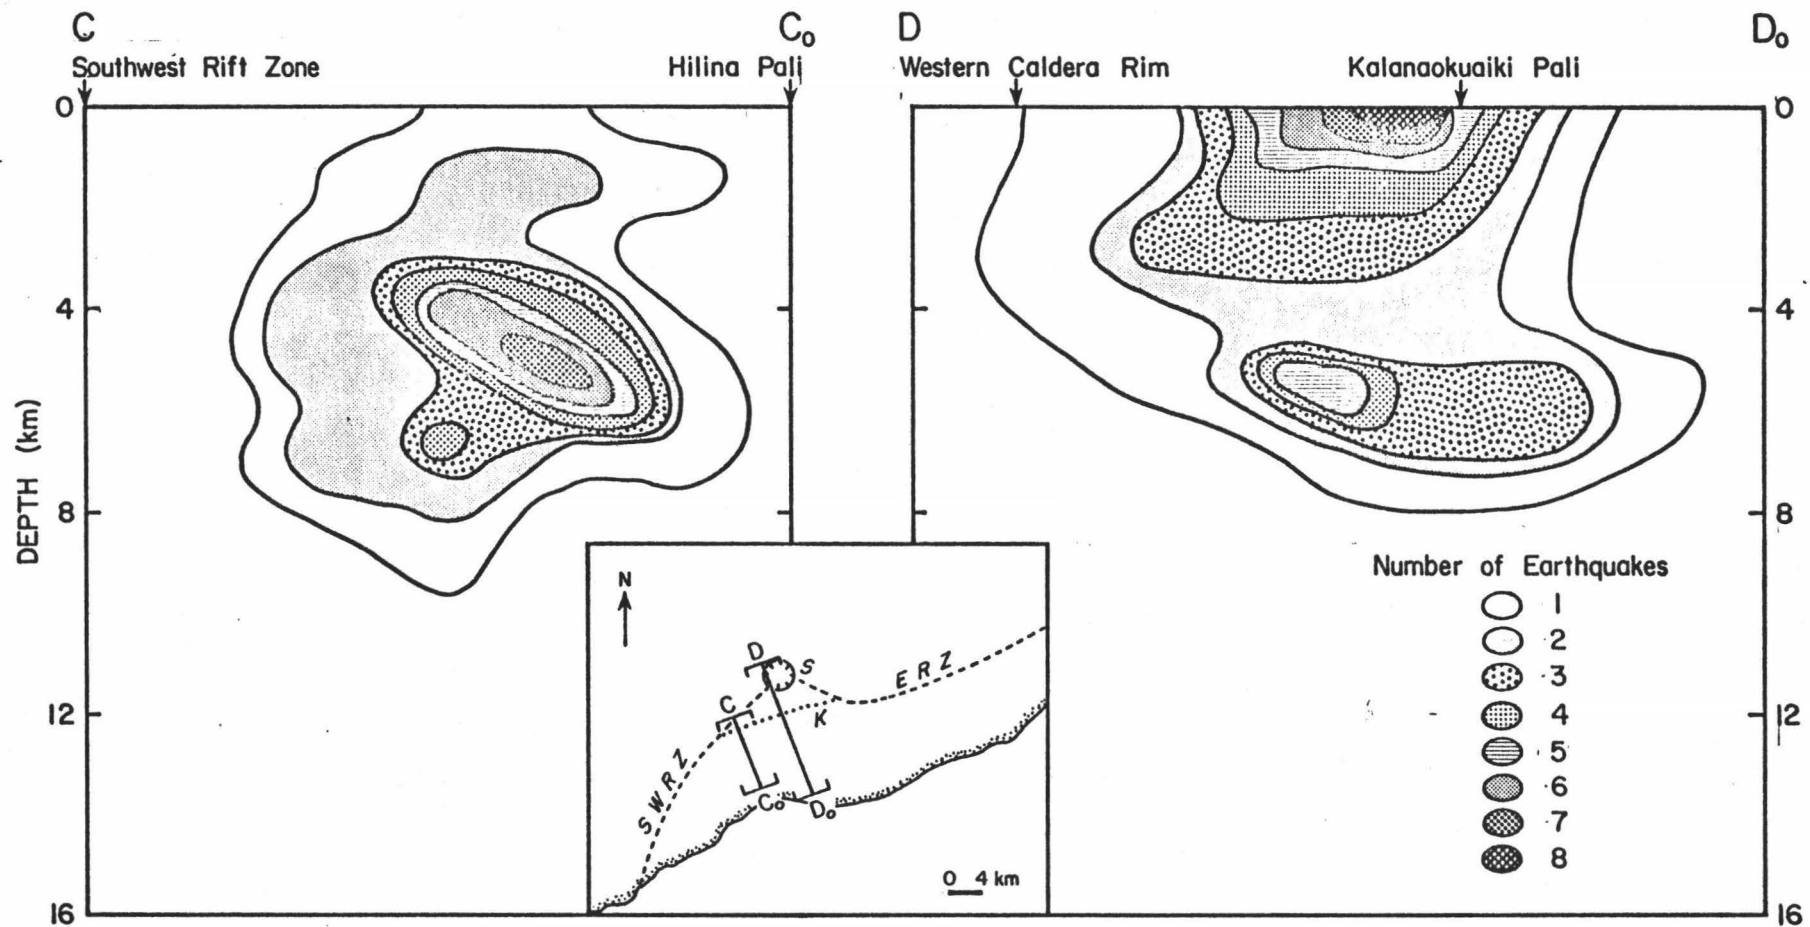 C C₀ D D₀
Southwest Rift Zone Hilina Pali Western Caldera Rim Kalanaokuaiki Pali
0 0
4 4
8 8
12 12
16 16
DEPTH (km)
N
D
S
C
K
E R Z
S W R Z
C₀
D₀
0 4 km
Number of Earthquakes
1
2
3
4
5
6
7
8